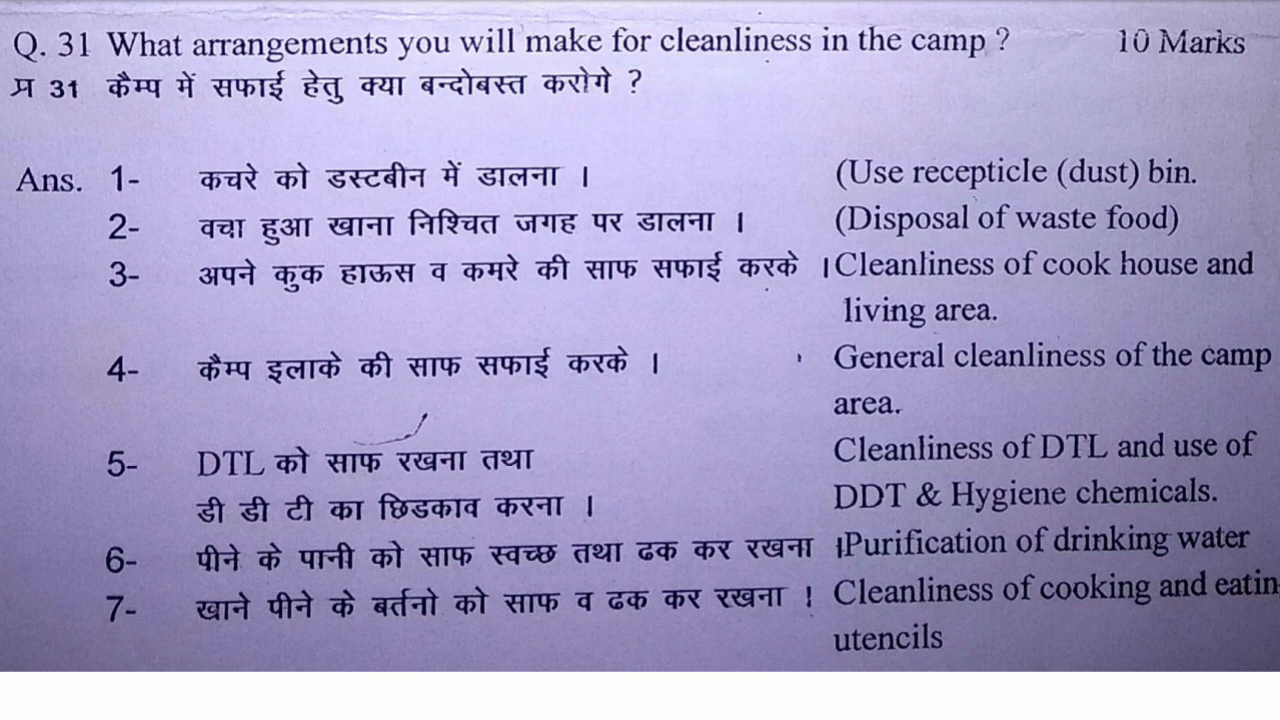 Q. 31 What arrangements you will make for cleanliness in the camp ? 10 Marks
प्र 31 कैम्प में सफाई हेतु क्या बन्दोबस्त करोगे ?
Ans. 1- कचरे को डस्टबीन में डालना । (Use recepticle (dust) bin.
2- वचा हुआ खाना निश्चित जगह पर डालना । (Disposal of waste food)
3- अपने कुक हाऊस व कमरे की साफ सफाई करके । Cleanliness of cook house and
living area.
4- कैम्प इलाके की साफ सफाई करके । General cleanliness of the camp
area.
5- DTL को साफ रखना तथा Cleanliness of DTL and use of
डी डी टी का छिडकाव करना । DDT & Hygiene chemicals.
6- पीने के पानी को साफ स्वच्छ तथा ढक कर रखना । Purification of drinking water
7- खाने पीने के बर्तनो को साफ व ढक कर रखना ! Cleanliness of cooking and eatin
utencils